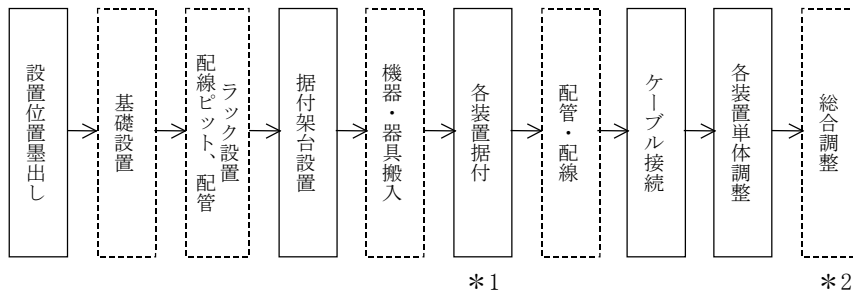 設置位置墨出し
基礎設置
ラック設置
配線ピット、配管
据付架台設置
機器・器具搬入
各装置据付
配管・配線
ケーブル接続
各装置単体調整
総合調整
＊1
＊2